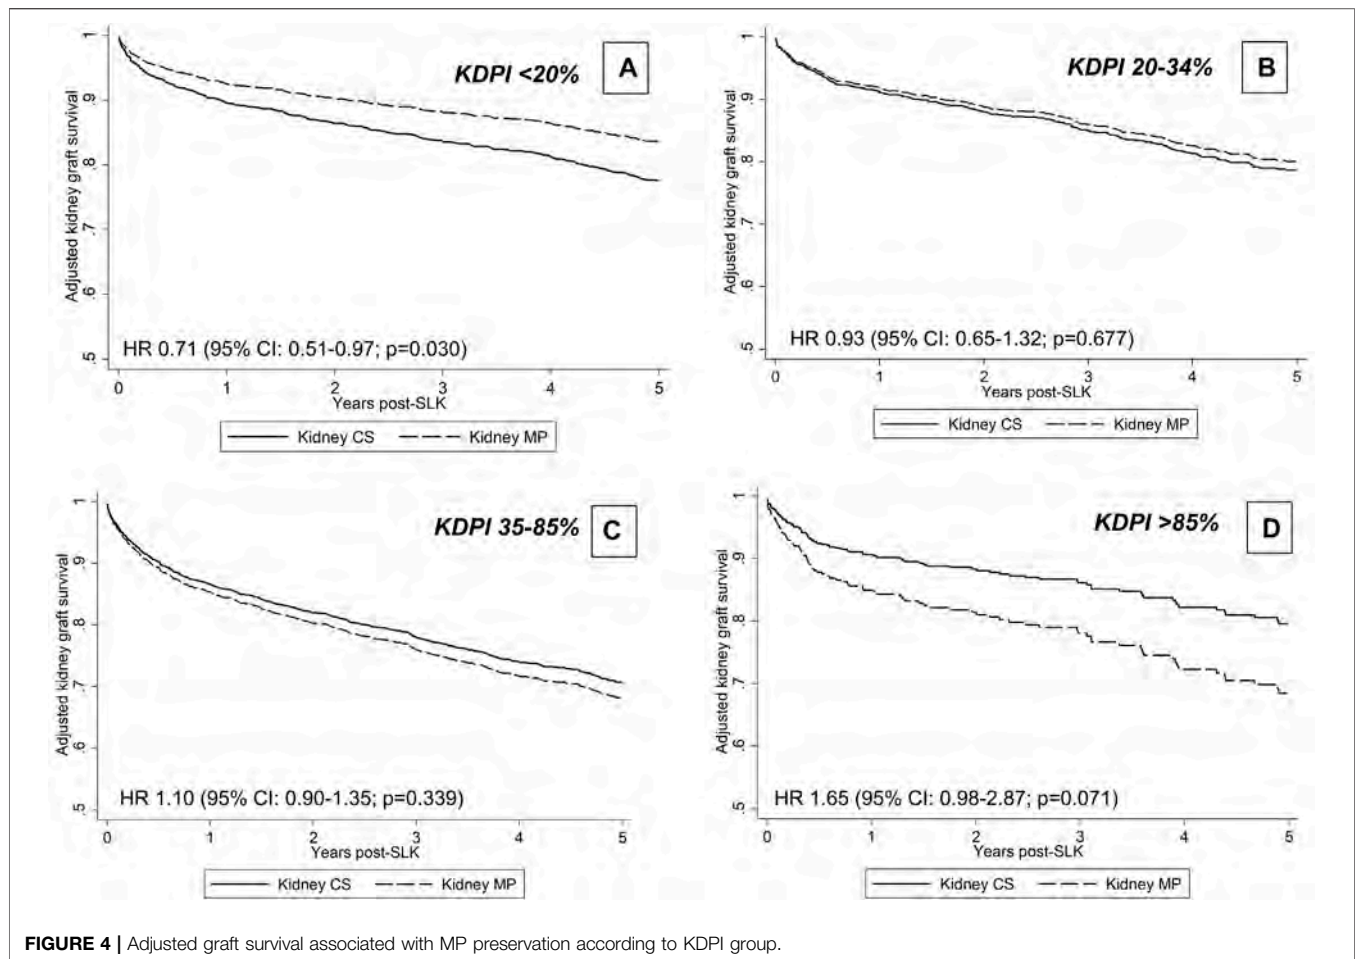 KDPI <20%
A
Adjusted kidney graft survival
1
.9
.8
.7
.6
.5
HR 0.71 (95% CI: 0.51-0.97; p=0.030)
0 1 2 3 4 5
Years post-SLK
Kidney CS Kidney MP
KDPI 20-34%
B
Adjusted kidney graft survival
1
.9
.8
.7
.6
.5
HR 0.93 (95% CI: 0.65-1.32; p=0.677)
0 1 2 3 4 5
Years post-SLK
Kidney CS Kidney MP
KDPI 35-85%
C
Adjusted kidney graft survival
1
.9
.8
.7
.6
.5
HR 1.10 (95% CI: 0.90-1.35; p=0.339)
0 1 2 3 4 5
Years post-SLK
Kidney CS Kidney MP
KDPI >85%
D
Adjusted kidney graft survival
1
.9
.8
.7
.6
.5
HR 1.65 (95% CI: 0.98-2.87; p=0.071)
0 1 2 3 4 5
Years post-SLK
Kidney CS Kidney MP
FIGURE 4 | Adjusted graft survival associated with MP preservation according to KDPI group.